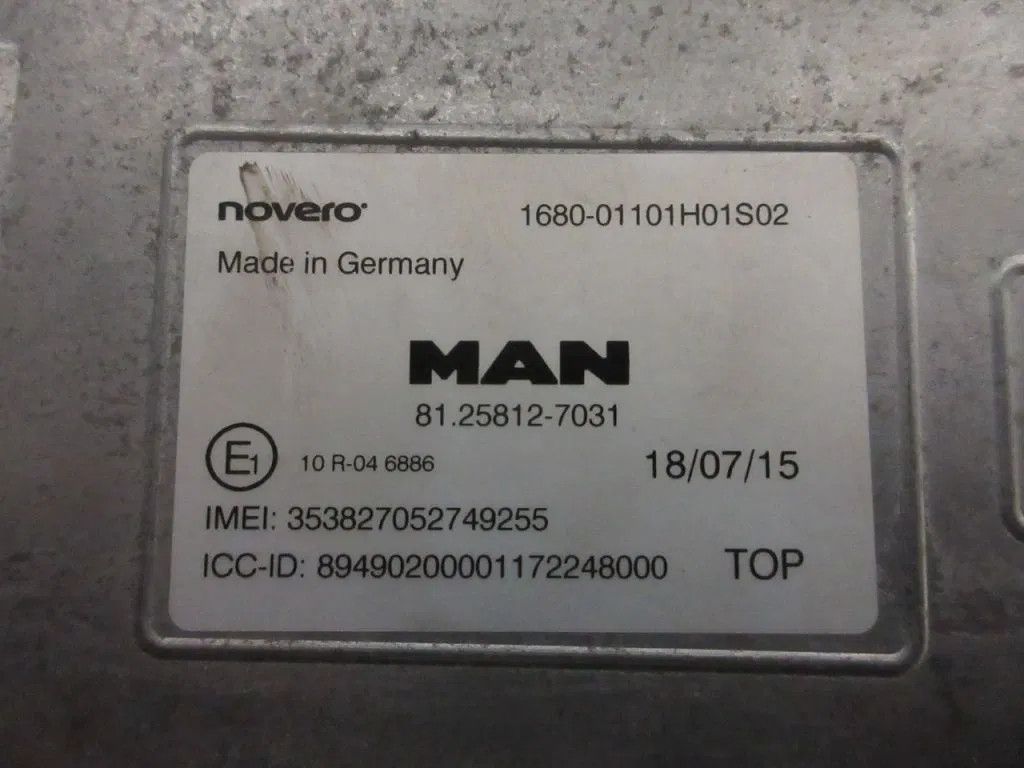 novero 1680-01101H01S02
Made in Germany
MAN
81.25812-7031
E1 10 R-04 6886 18/07/15
IMEI: 353827052749255
ICC-ID: 89490200001172248000 TOP